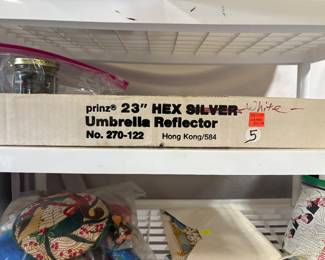 prinz® 23" HEX SILVER White
Umbrella Reflector
No. 270-122 Hong Kong/584
5